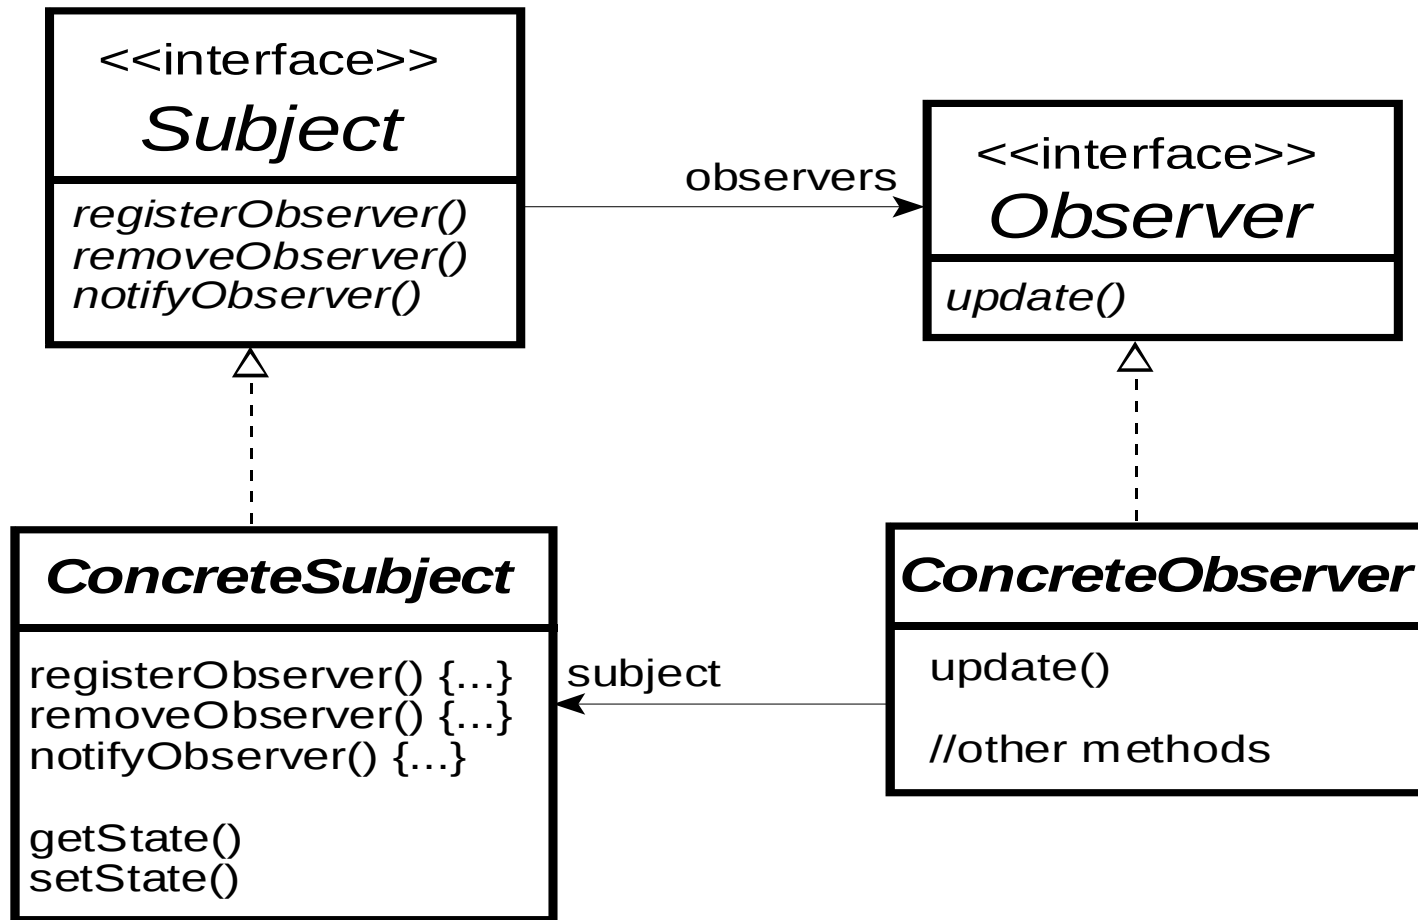 <<interface>>
Subject
registerObserver()
removeObserver()
notifyObserver()
observers
<<interface>>
Observer
update()
ConcreteSubject
registerObserver() {...}
removeObserver() {...}
notifyObserver() {...}
getState()
setState()
subject
ConcreteObserver
update()
//other methods